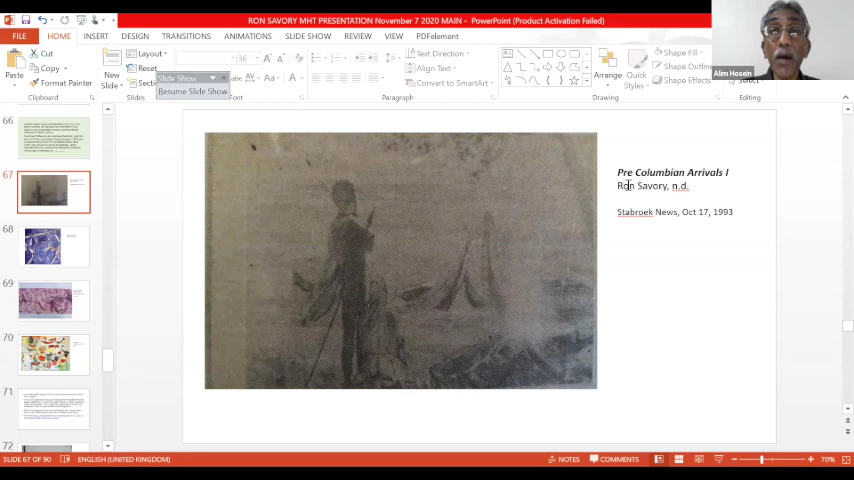 RON SAVORY MHT PRESENTATION November 7 2020 MAIN - PowerPoint (Product Activation Failed)
FILE HOME INSERT DESIGN TRANSITIONS ANIMATIONS SLIDE SHOW REVIEW VIEW PDFelement
Cut
Copy
Format Painter
Paste
Clipboard
New
Slide
Layout
Reset
Slides
Slide Show
Resume Slide Show
36
Font
Paragraph
Text Direction
Align Text
Convert to SmartArt
Arrange
Quick
Styles
Drawing
Shape Fill
Shape Outline
Shape Effects
Select
Alim Hosein
66
67
68
69
70
71
72
Pre Columbian Arrivals I
Ron Savory, n.d.
Stabroek News, Oct 17, 1993
SLIDE 67 OF 90 ENGLISH (UNITED KINGDOM) NOTES COMMENTS 70%